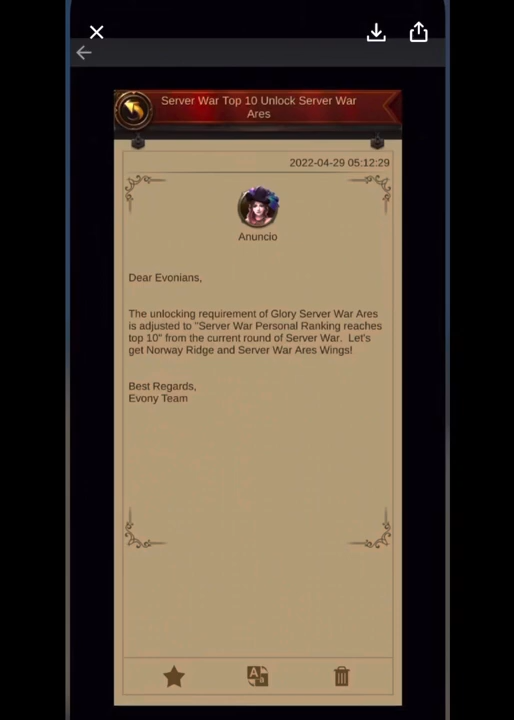 Server War Top 10 Unlock Server War
Ares
2022-04-29 05:12:29
Anuncio
Dear Evonians,
The unlocking requirement of Glory Server War Ares
is adjusted to "Server War Personal Ranking reaches
top 10" from the current round of Server War. Let's
get Norway Ridge and Server War Ares Wings!
Best Regards,
Evony Team